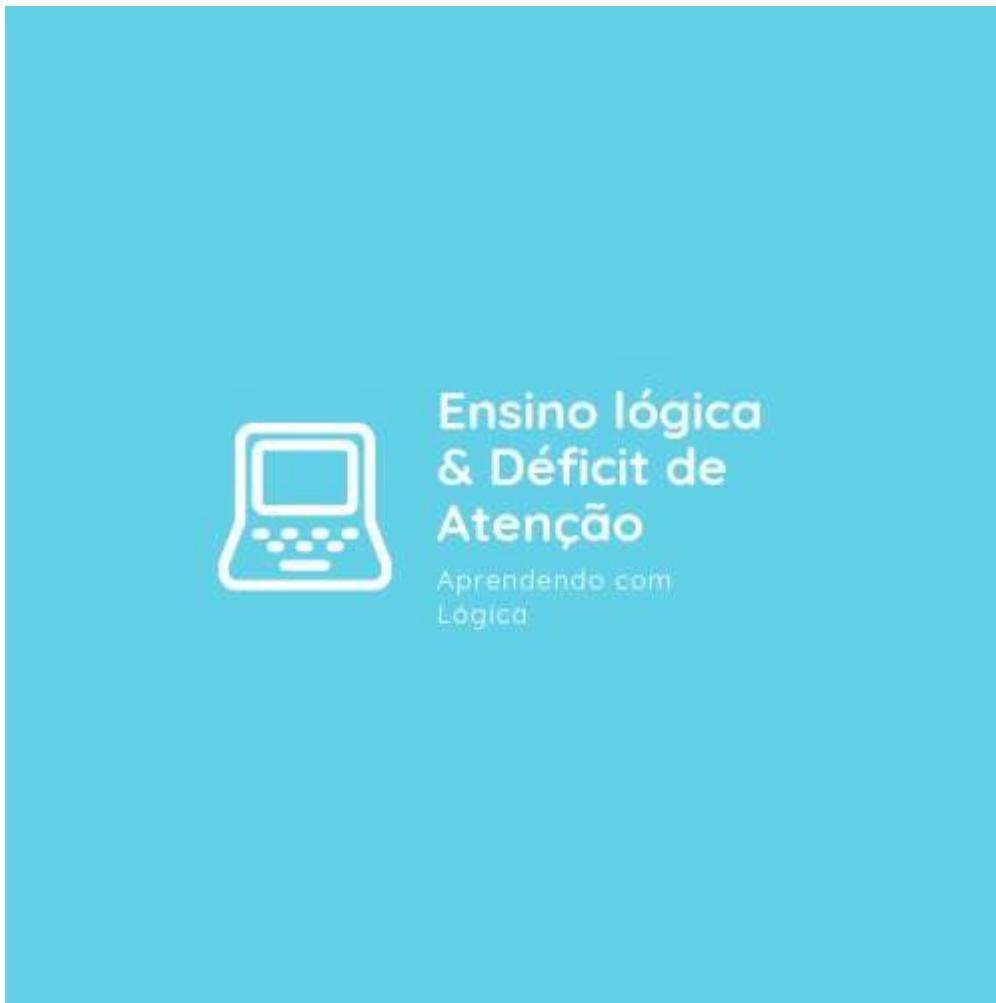 Ensino lógica
& Déficit de
Atenção
Aprendendo com
Lógica